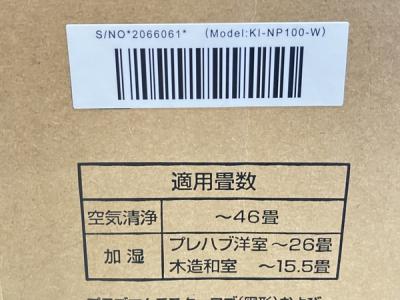 S/NO*2066061* (Model:KI-NP100-W)
適用畳数
空気清浄 ～46畳
加湿 プレハブ洋室 ～26畳
木造和室 ～15.5畳